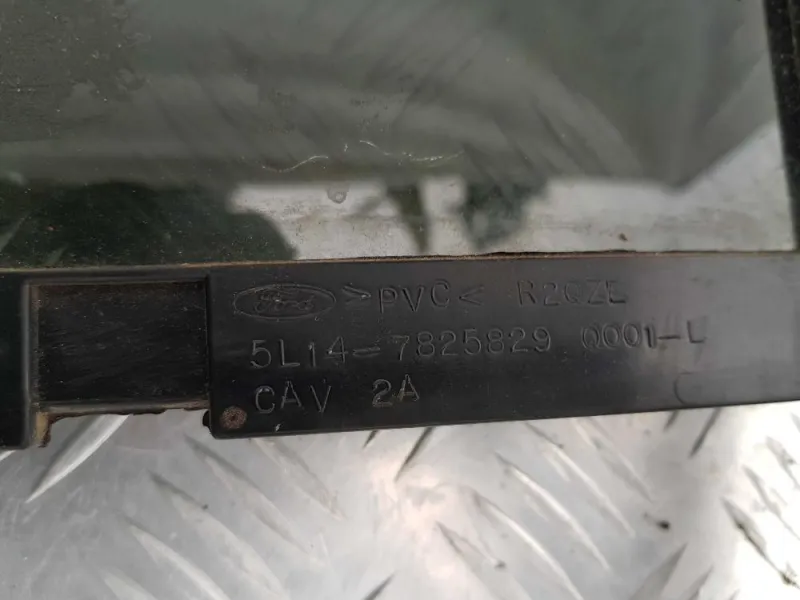 Ford >PVC< R2QZE
5L14-7825829 0001-L
CAV 2A